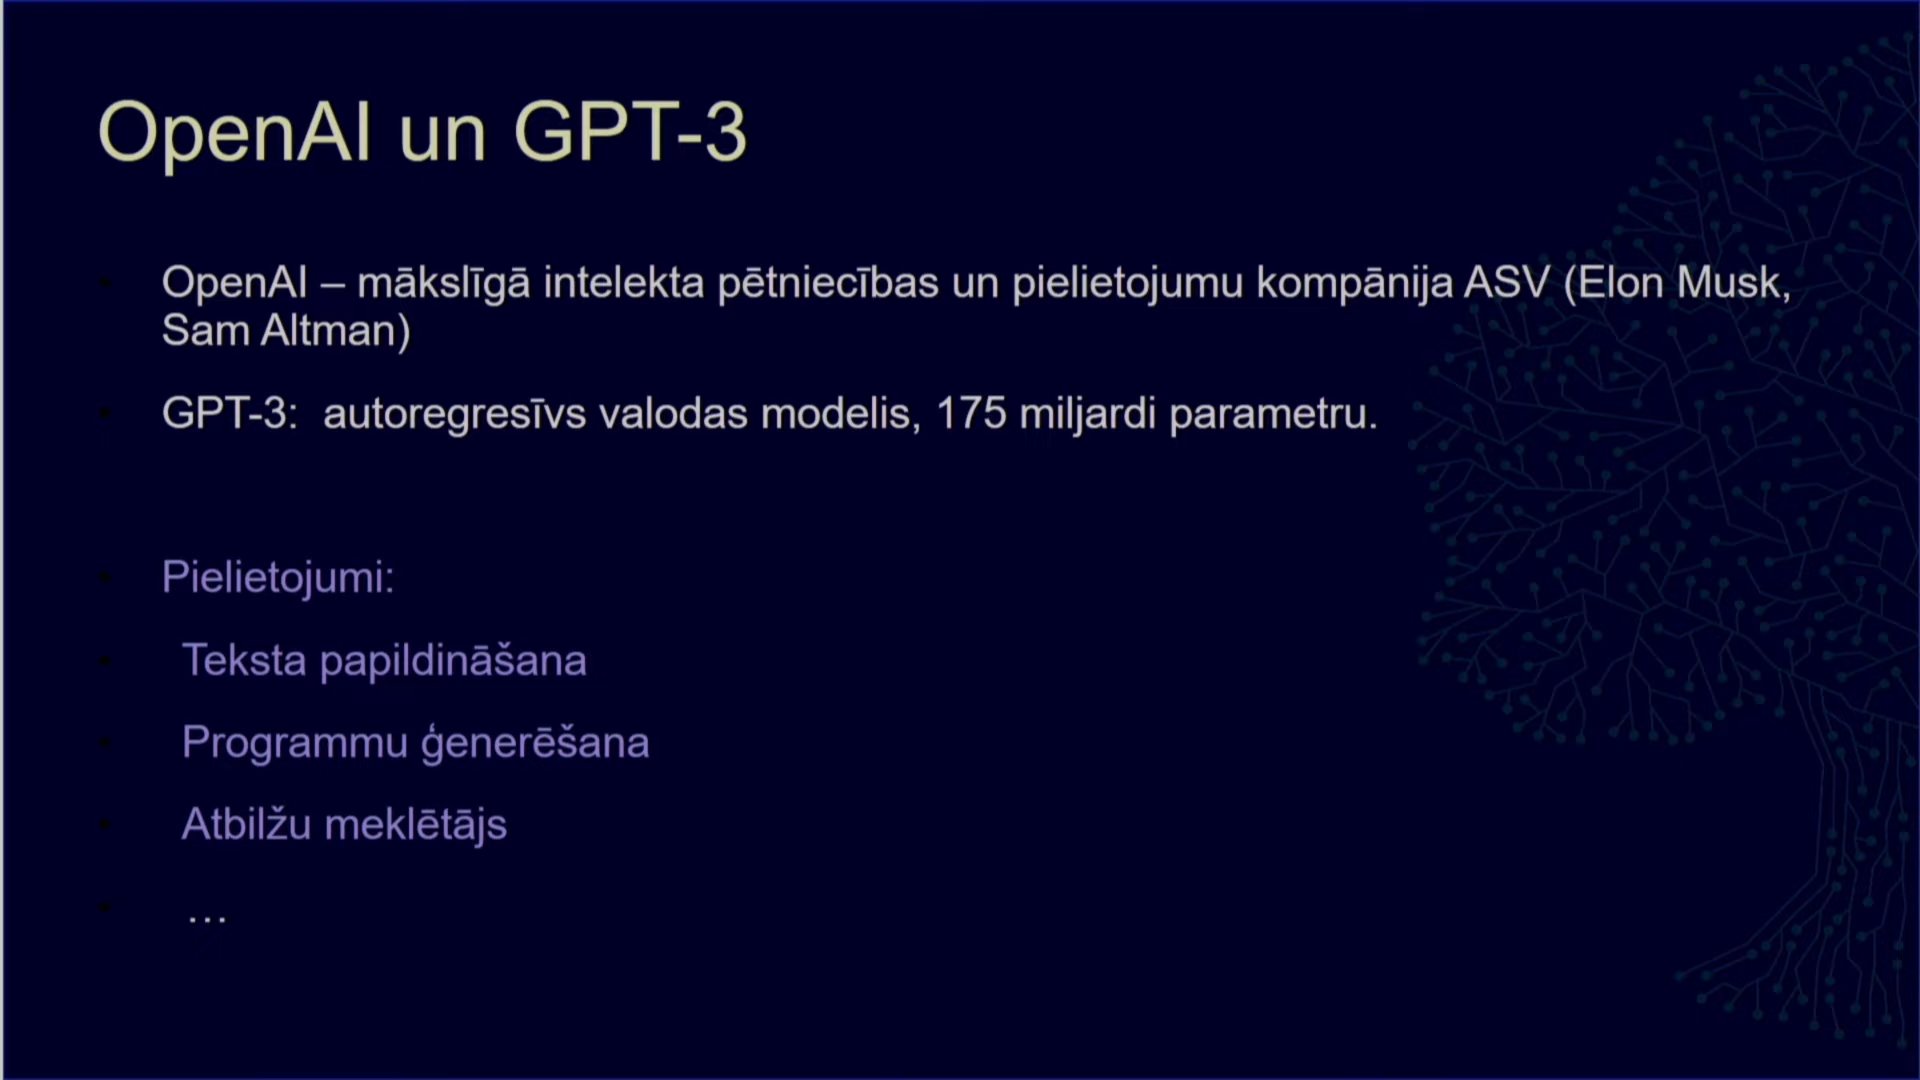 OpenAI un GPT-3
OpenAI – mākslīgā intelekta pētniecības un pielietojumu kompānija ASV (Elon Musk,
Sam Altman)
GPT-3: autoregresīvs valodas modelis, 175 miljardi parametru.
Pielietojumi:
Teksta papildināšana
Programmu ģenerēšana
Atbilžu meklētājs
…